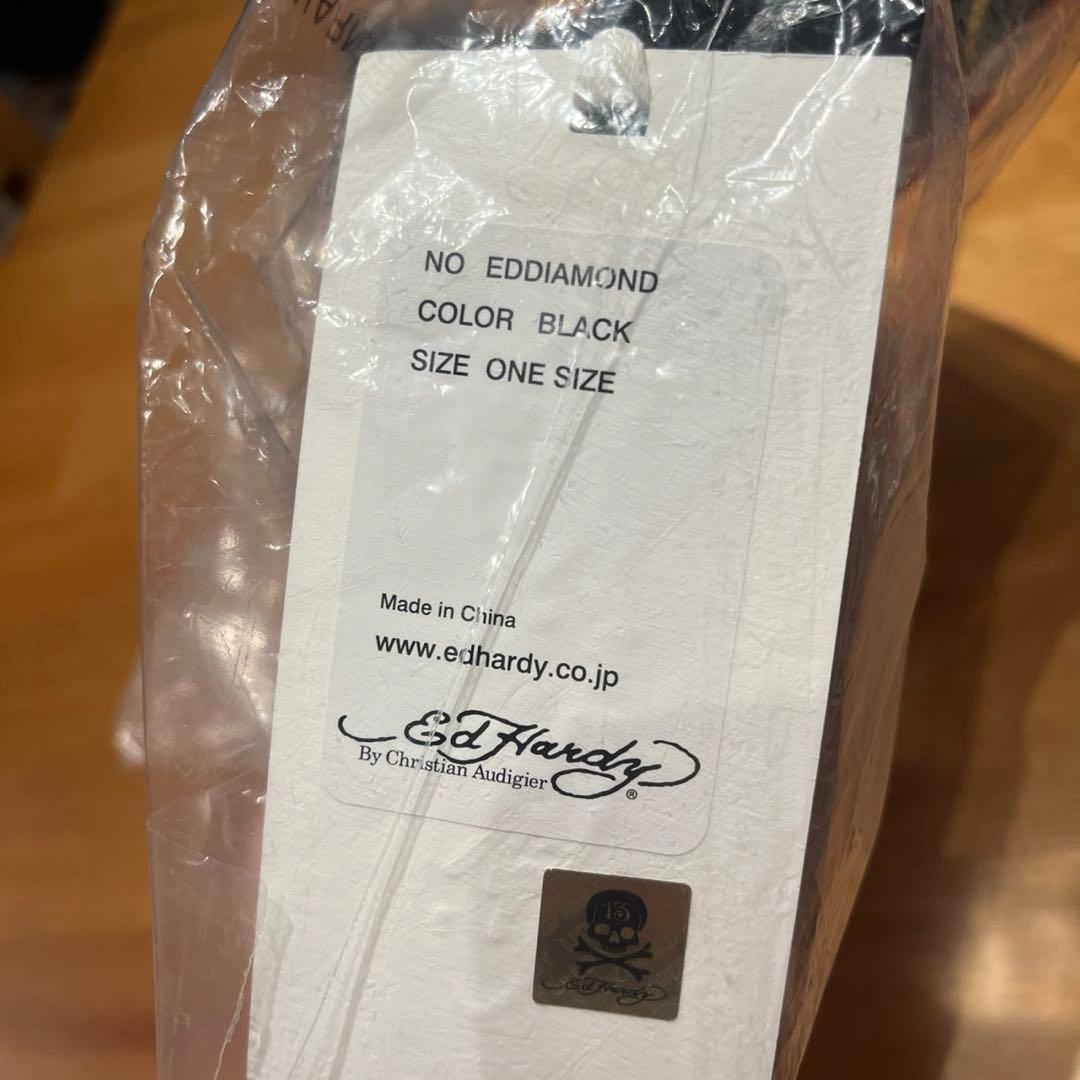 NO EDDIAMOND
COLOR BLACK
SIZE ONE SIZE
Made in China
www.edhardy.co.jp
Ed Hardy
By Christian Audigier
®
13
Ed Hardy